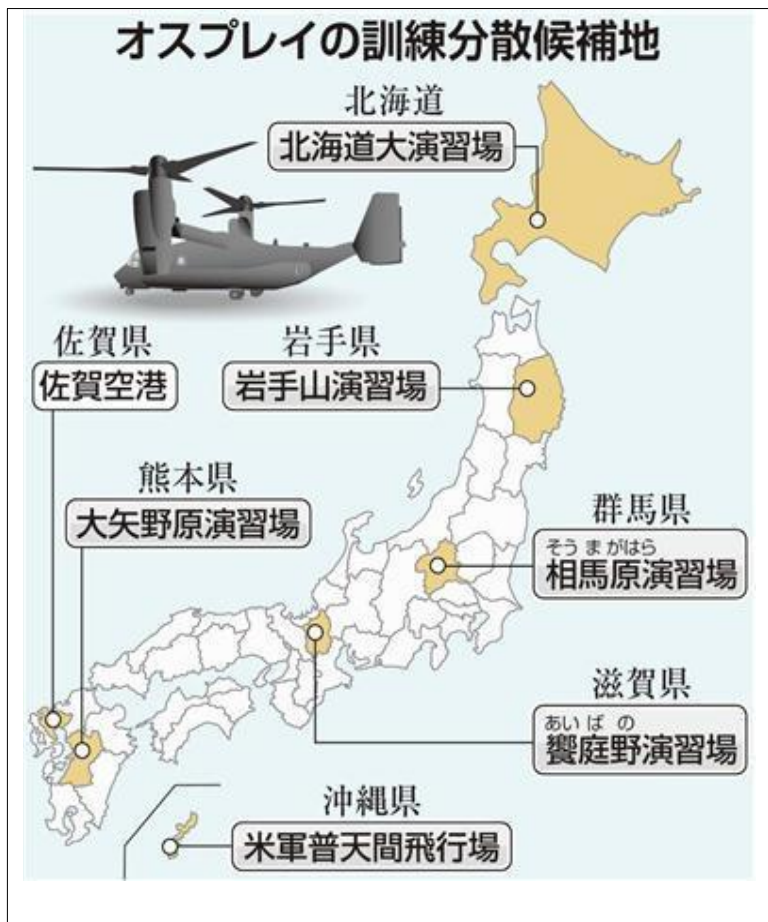 オスプレイの訓練分散候補地
北海道
北海道大演習場
佐賀県
佐賀空港
岩手県
岩手山演習場
熊本県
大矢野原演習場
群馬県
そうまがはら
相馬原演習場
滋賀県
あいばの
饗庭野演習場
沖縄県
米軍普天間飛行場